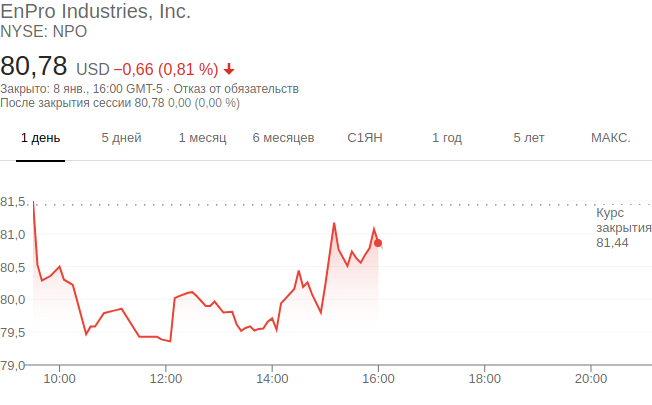 EnPro Industries, Inc.
NYSE: NPO
80,78 USD −0,66 (0,81 %)
Закрыто: 8 янв., 16:00 GMT-5 · Отказ от обязательств
После закрытия сессии 80,78 0,00 (0,00 %)
1 день 5 дней 1 месяц 6 месяцев С1ЯН 1 год 5 лет МАКС.
81,5
Курс
закрытия
81,44
81,0
80,5
80,0
79,5
79,0
10:00 12:00 14:00 16:00 18:00 20:00